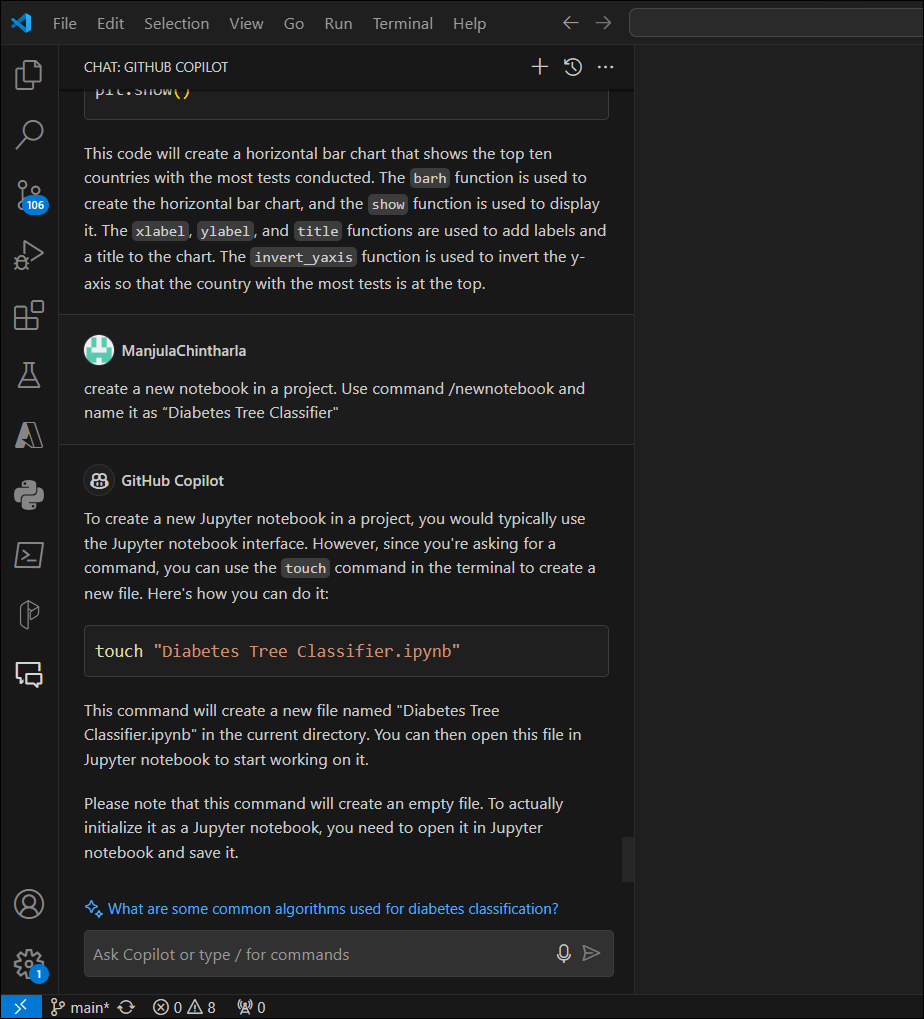 File Edit Selection View Go Run Terminal Help
CHAT: GITHUB COPILOT
plt.show()
This code will create a horizontal bar chart that shows the top ten
countries with the most tests conducted. The barh function is used to
create the horizontal bar chart, and the show function is used to display
it. The xlabel, ylabel, and title functions are used to add labels and
a title to the chart. The invert_yaxis function is used to invert the y-
axis so that the country with the most tests is at the top.
106
ManjulaChintharla
create a new notebook in a project. Use command /newnotebook and
name it as “Diabetes Tree Classifier"
GitHub Copilot
To create a new Jupyter notebook in a project, you would typically use
the Jupyter notebook interface. However, since you're asking for a
command, you can use the touch command in the terminal to create a
new file. Here's how you can do it:
touch "Diabetes Tree Classifier.ipynb"
This command will create a new file named "Diabetes Tree
Classifier.ipynb" in the current directory. You can then open this file in
Jupyter notebook to start working on it.
Please note that this command will create an empty file. To actually
initialize it as a Jupyter notebook, you need to open it in Jupyter
notebook and save it.
What are some common algorithms used for diabetes classification?
Ask Copilot or type / for commands
1
main* 0 8 0